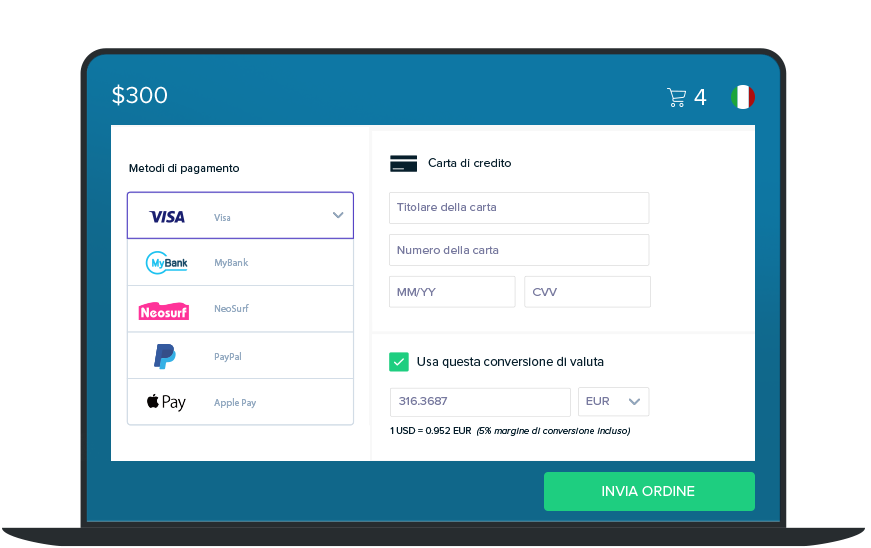 $300
4
Metodi di pagamento
VISA Visa
MyBank MyBank
Neosurf NeoSurf
PayPal
Pay Apple Pay
Carta di credito
Titolare della carta
Numero della carta
MM/YY CVV
Usa questa conversione di valuta
316.3687 EUR
1 USD = 0.952 EUR (5% margine di conversione incluso)
INVIA ORDINE